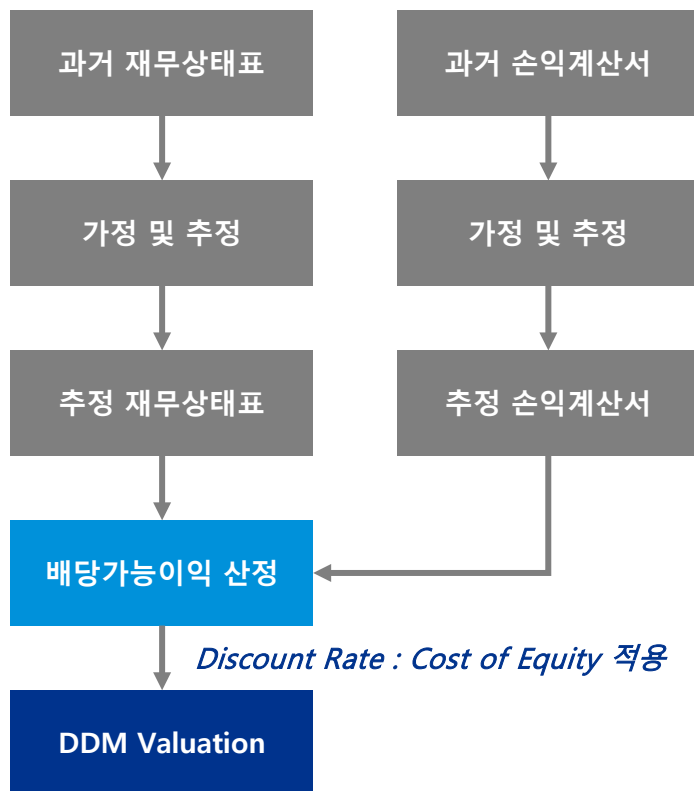 과거 재무상태표
과거 손익계산서
가정 및 추정
가정 및 추정
추정 재무상태표
추정 손익계산서
배당가능이익 산정
Discount Rate : Cost of Equity 적용
DDM Valuation